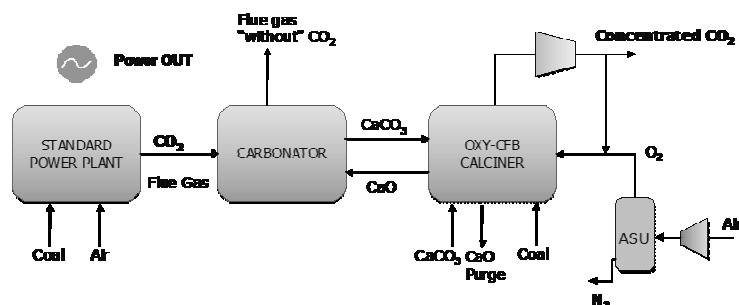 Flue gas
"without" CO2
Concentrated CO2
Power OUT
STANDARD
POWER PLANT
CO2
Flue Gas
CARBONATOR
CaCO3
CaO
OXY-CFB
CALCINER
O2
Coal
Air
CaCO3
CaO
Purge
Coal
ASU
Air
N2